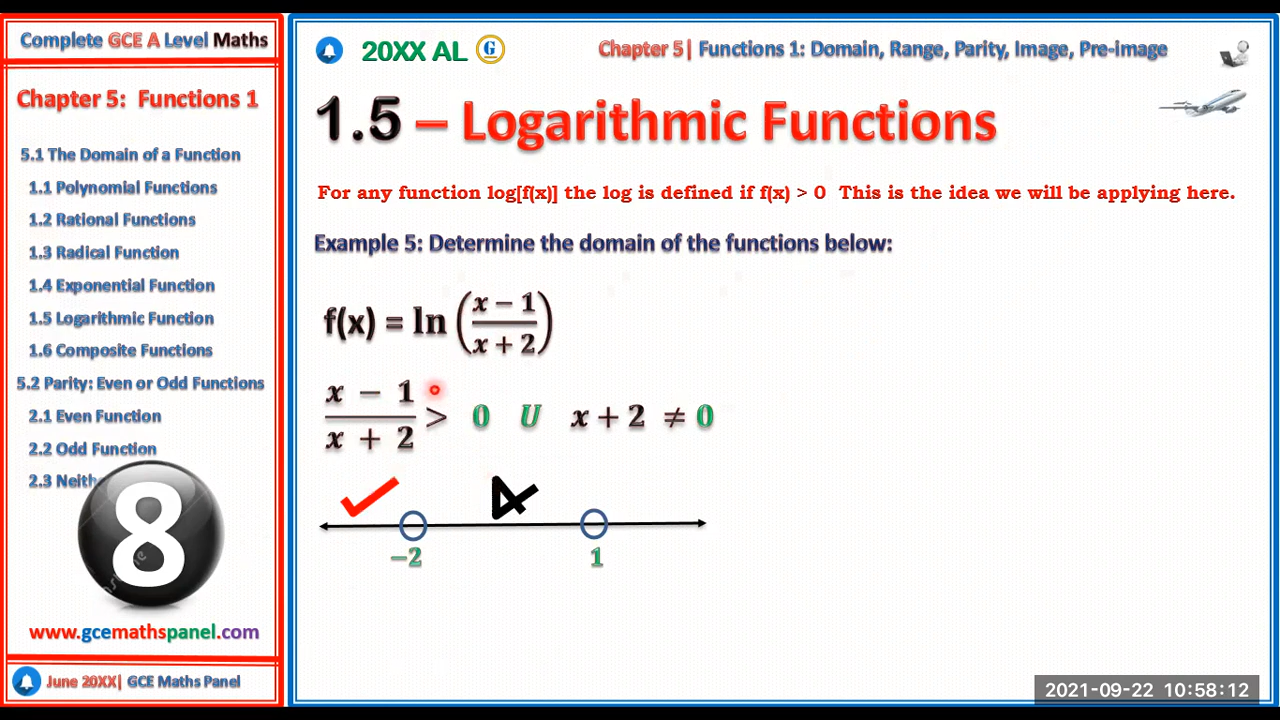 Complete GCE A Level Maths
Chapter 5: Functions 1
5.1 The Domain of a Function
1.1 Polynomial Functions
1.2 Rational Functions
1.3 Radical Function
1.4 Exponential Function
1.5 Logarithmic Function
1.6 Composite Functions
5.2 Parity: Even or Odd Functions
2.1 Even Function
2.2 Odd Function
2.3 Neith
8
www.gcemathspanel.com
June 20XX| GCE Maths Panel
20XX AL G
Chapter 5| Functions 1: Domain, Range, Parity, Image, Pre-image
1.5 – Logarithmic Functions
For any function log[f(x)] the log is defined if f(x) > 0 This is the idea we will be applying here.
Example 5: Determine the domain of the functions below:
f(x) = ln ((x − 1)/(x + 2))
(x − 1)/(x + 2) > 0 U x + 2 ≠ 0
−2 1
2021-09-22 10:58:12